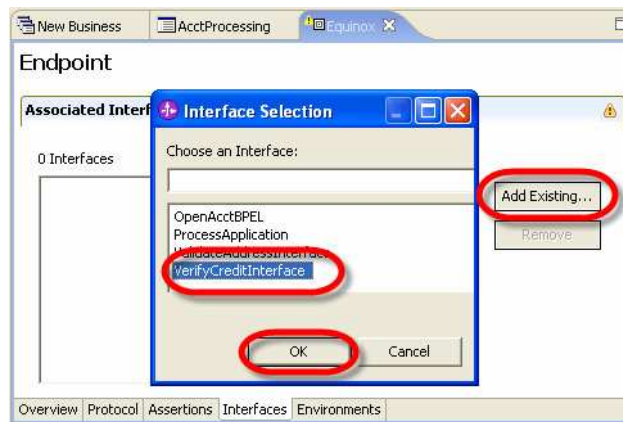 New Business AcctProcessing Equinox
Endpoint
Associated Interf
Interface Selection
0 Interfaces
Choose an Interface:
Add Existing...
OpenAcctBPEL
ProcessApplication
Remove
ValidateAddressInterface
VerifyCreditInterface
OK Cancel
Overview Protocol Assertions Interfaces Environments